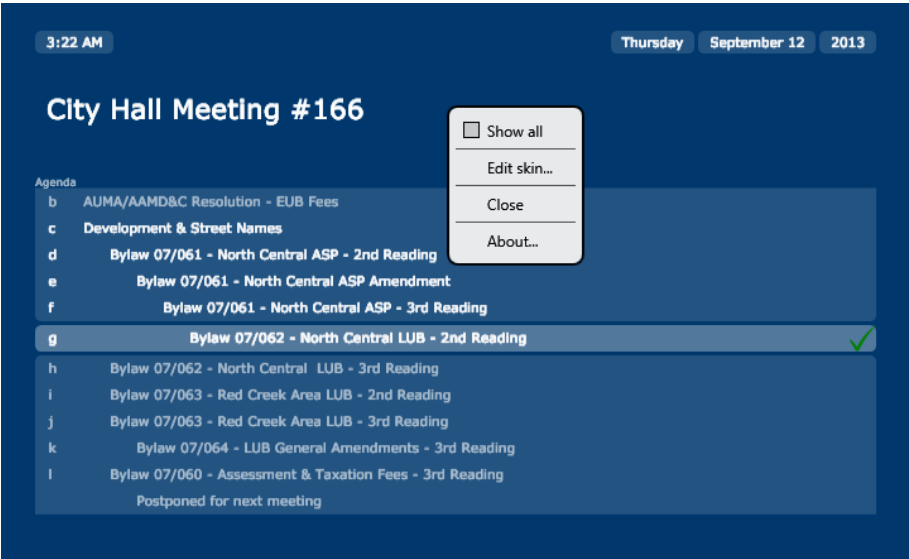 3:22 AM Thursday September 12 2013
City Hall Meeting #166
Show all
Edit skin...
Close
About...
Agenda
b AUMA/AAMD&C Resolution - EUB Fees
c Development & Street Names
d Bylaw 07/061 - North Central ASP - 2nd Reading
e Bylaw 07/061 - North Central ASP Amendment
f Bylaw 07/061 - North Central ASP - 3rd Reading
g Bylaw 07/062 - North Central LUB - 2nd Reading
h Bylaw 07/062 - North Central LUB - 3rd Reading
i Bylaw 07/063 - Red Creek Area LUB - 2nd Reading
j Bylaw 07/063 - Red Creek Area LUB - 3rd Reading
k Bylaw 07/064 - LUB General Amendments - 3rd Reading
l Bylaw 07/060 - Assessment & Taxation Fees - 3rd Reading
Postponed for next meeting